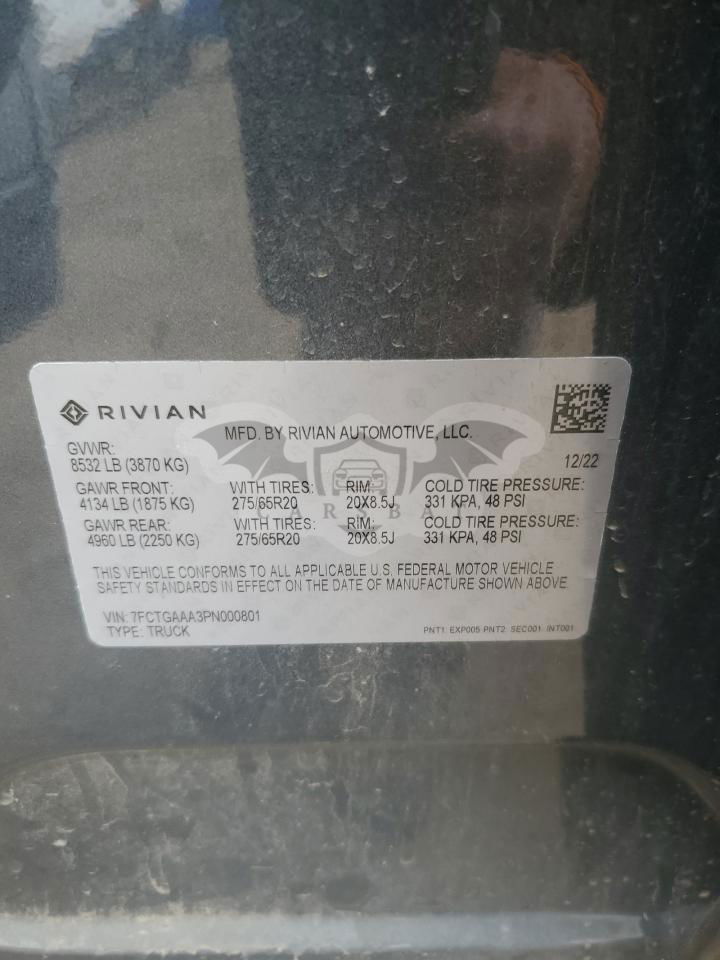 RIVIAN
MFD. BY RIVIAN AUTOMOTIVE, LLC.
GVWR:
8532 LB (3870 KG)
12/22
GAWR FRONT: WITH TIRES: RIM: COLD TIRE PRESSURE:
4134 LB (1875 KG) 275/65R20 20X8.5J 331 KPA, 48 PSI
GAWR REAR: WITH TIRES: RIM: COLD TIRE PRESSURE:
4960 LB (2250 KG) 275/65R20 20X8.5J 331 KPA, 48 PSI
CARSBAT
THIS VEHICLE CONFORMS TO ALL APPLICABLE U.S. FEDERAL MOTOR VEHICLE
SAFETY STANDARDS IN EFFECT ON THE DATE OF MANUFACTURE SHOWN ABOVE.
VIN: 7FCTGAAA3PN000801
TYPE: TRUCK
PNT1: EXP005 PNT2: SEC001 INT001